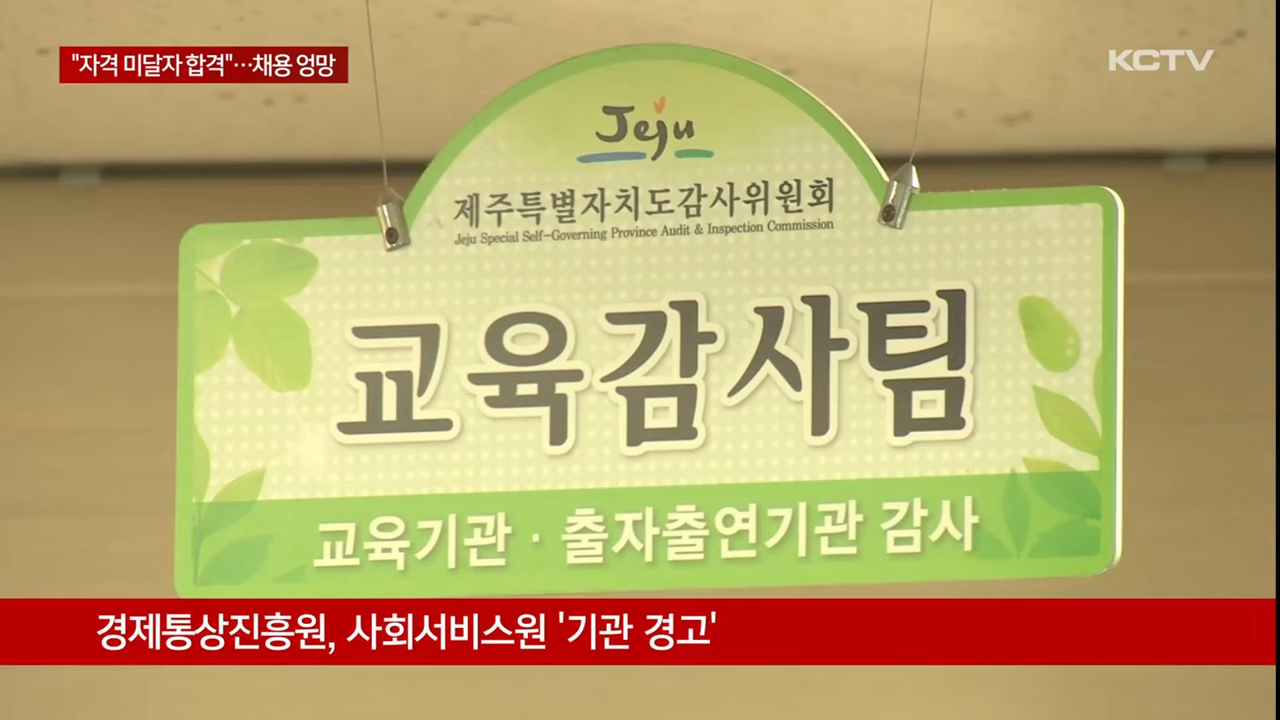 "자격 미달자 합격"…채용 엉망
KCTV
Jeju
제주특별자치도감사위원회
Jeju Special Self-Governing Province Audit & Inspection Commission
교육감사팀
교육기관 · 출자출연기관 감사
경제통상진흥원, 사회서비스원 '기관 경고'